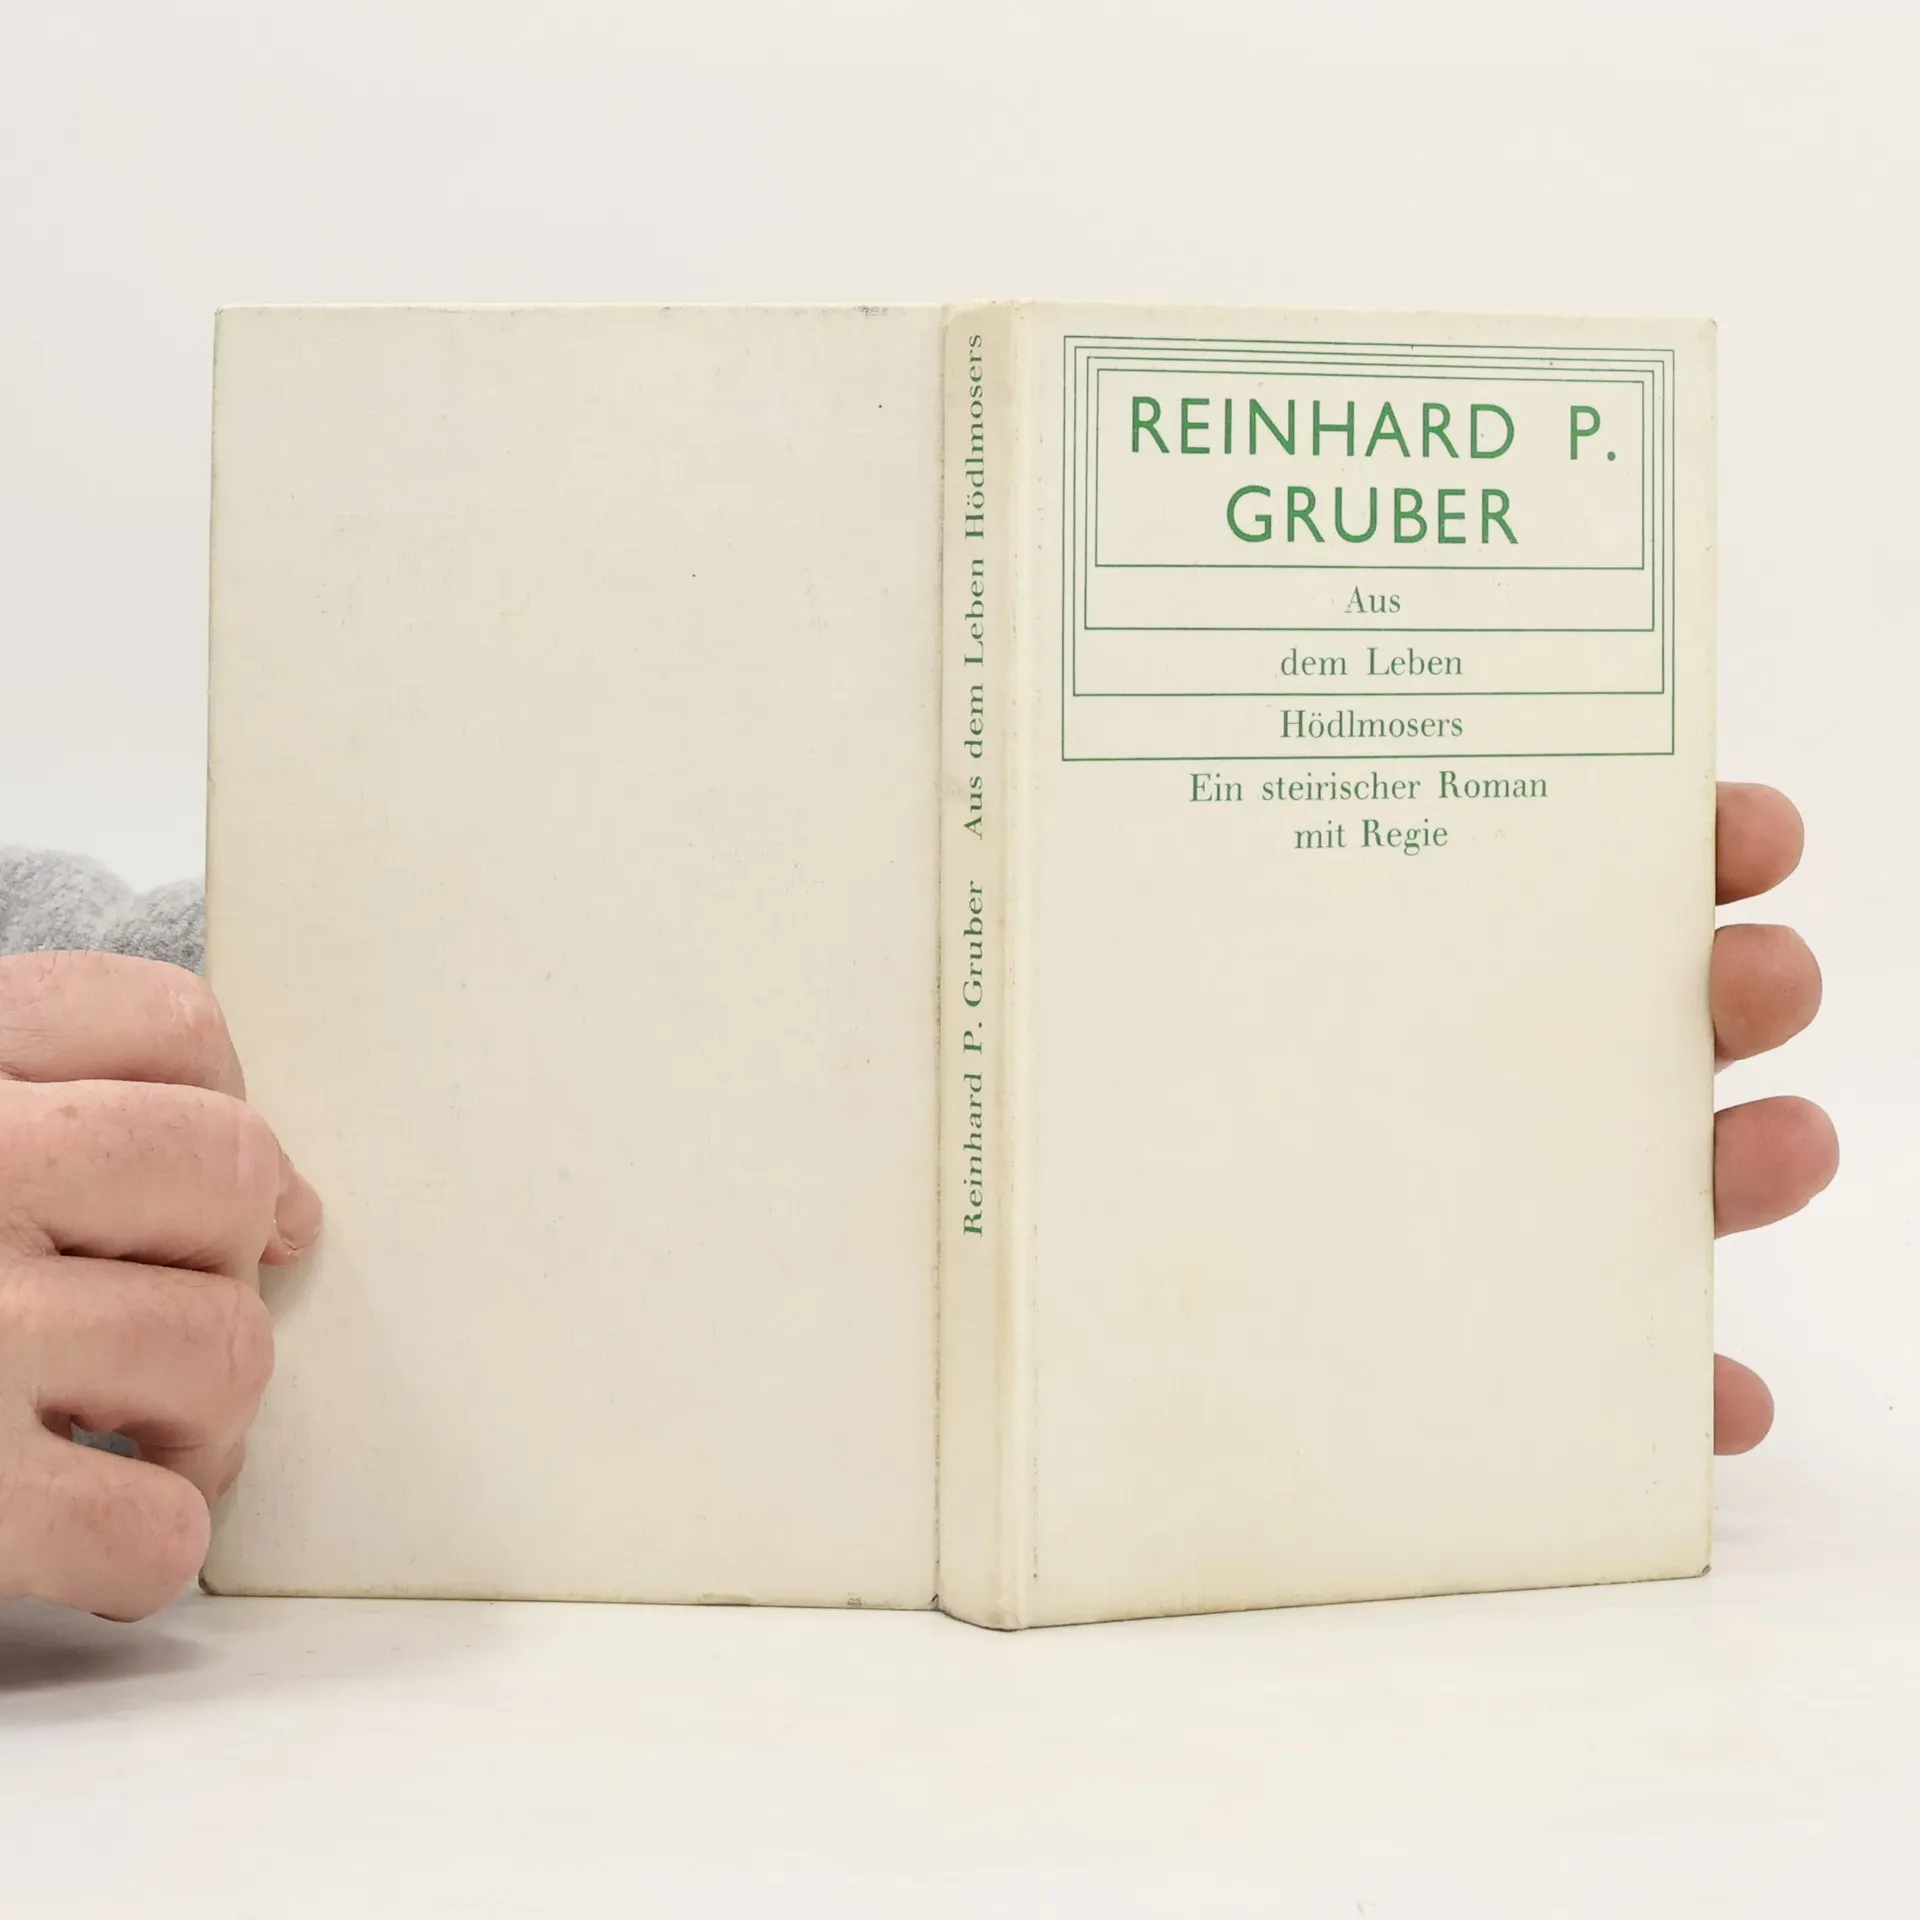 Reinhard P. Gruber Aus dem Leben Hödlmosers
REINHARD P.
GRUBER
Aus
dem Leben
Hödlmosers
Ein steirischer Roman
mit Regie